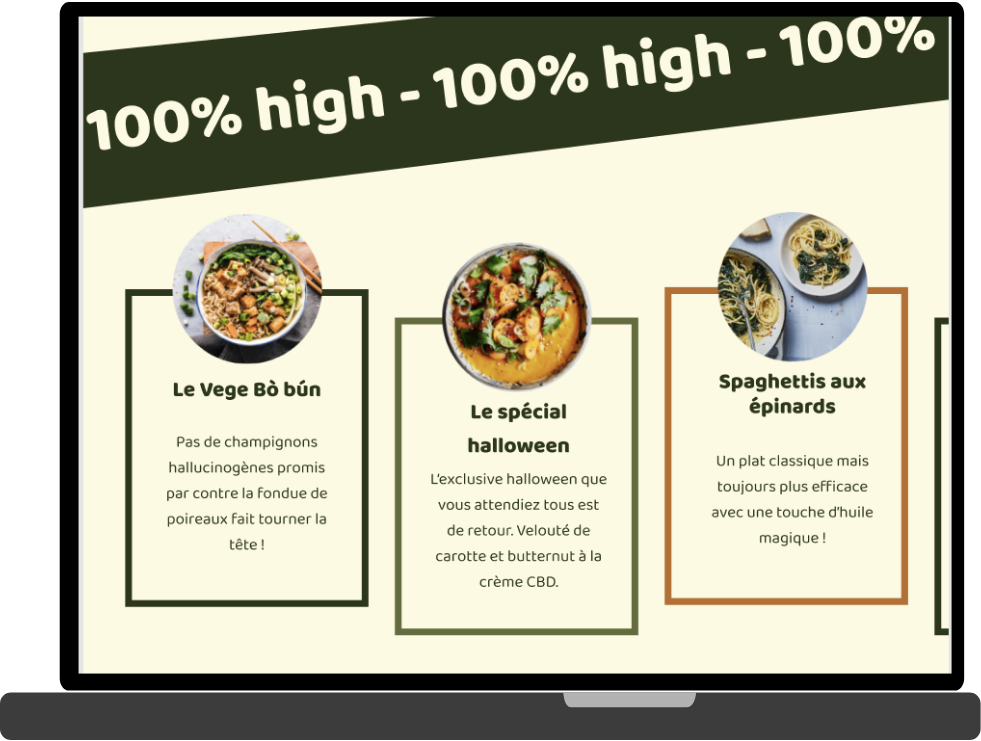 100% high - 100% high - 100%
Le Vege Bò bún
Pas de champignons
hallucinogènes promis
par contre la fondue de
poireaux fait tourner la
tête !
Le spécial
halloween
L'exclusive halloween que
vous attendiez tous est
de retour. Velouté de
carotte et butternut à la
crème CBD.
Spaghettis aux
épinards
Un plat classique mais
toujours plus efficace
avec une touche d'huile
magique !